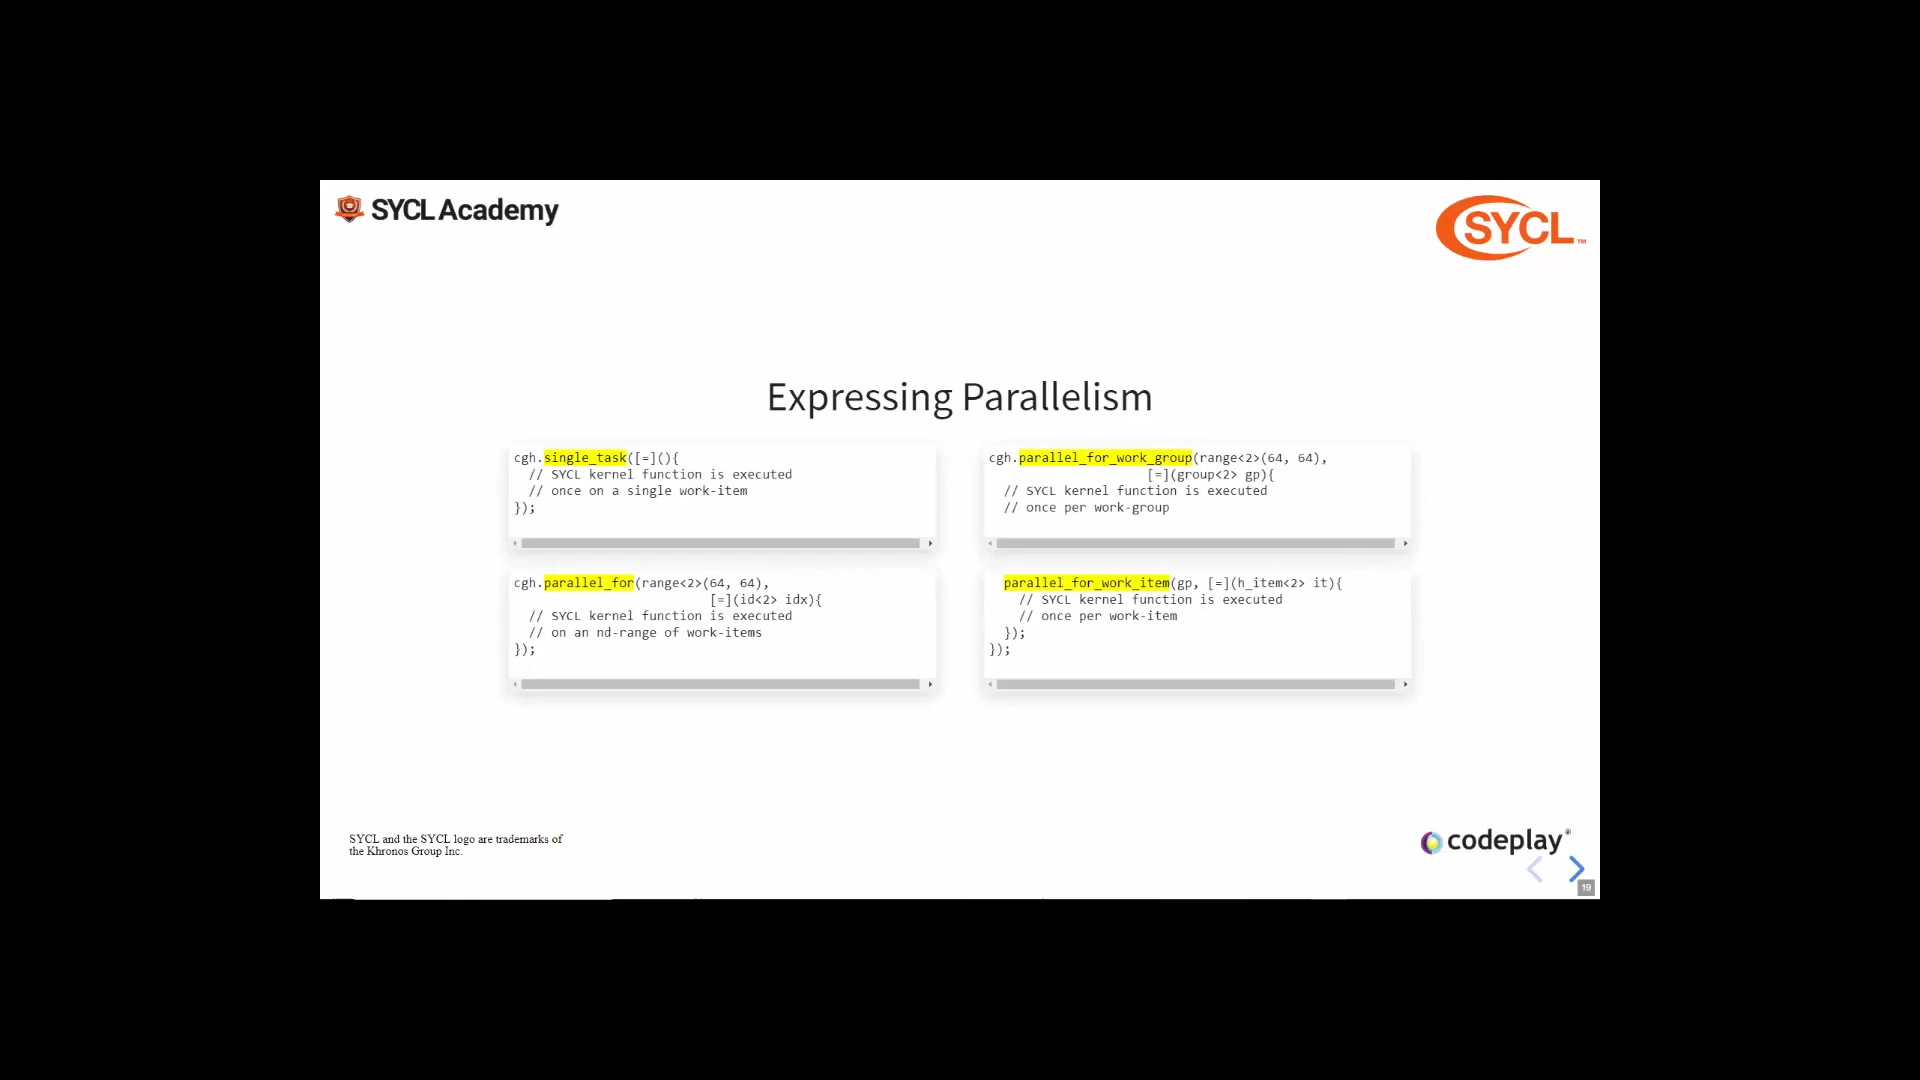 SYCL Academy
SYCL™
Expressing Parallelism
cgh.single_task([=](){
  // SYCL kernel function is executed
  // once on a single work-item
});
cgh.parallel_for(range<2>(64, 64),
                          [=](id<2> idx){
  // SYCL kernel function is executed
  // on an nd-range of work-items
});
cgh.parallel_for_work_group(range<2>(64, 64),
                     [=](group<2> gp){
  // SYCL kernel function is executed
  // once per work-group
  parallel_for_work_item(gp, [=](h_item<2> it){
    // SYCL kernel function is executed
    // once per work-item
  });
});
SYCL and the SYCL logo are trademarks of
the Khronos Group Inc.
codeplay®
19